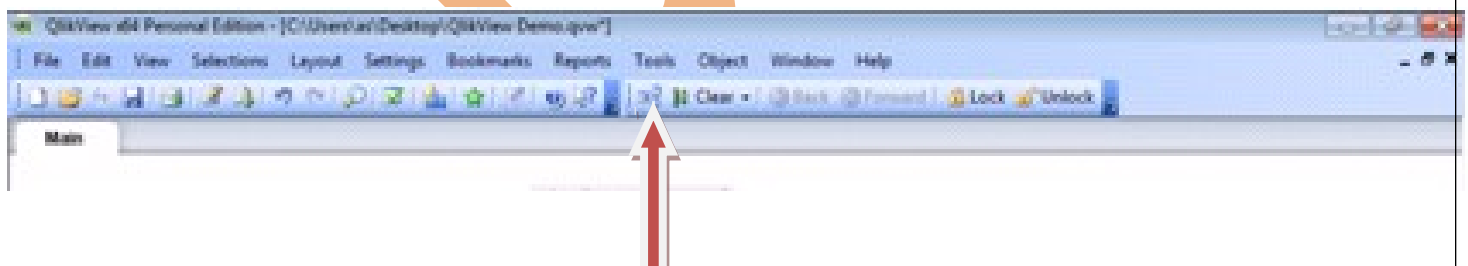 QlikView x64 Personal Edition - [C:\Users\as\Desktop\QlikView Demo.qvw*]
File Edit View Selections Layout Settings Bookmarks Reports Tools Object Window Help
Clear Back Forward Lock Unlock
Main